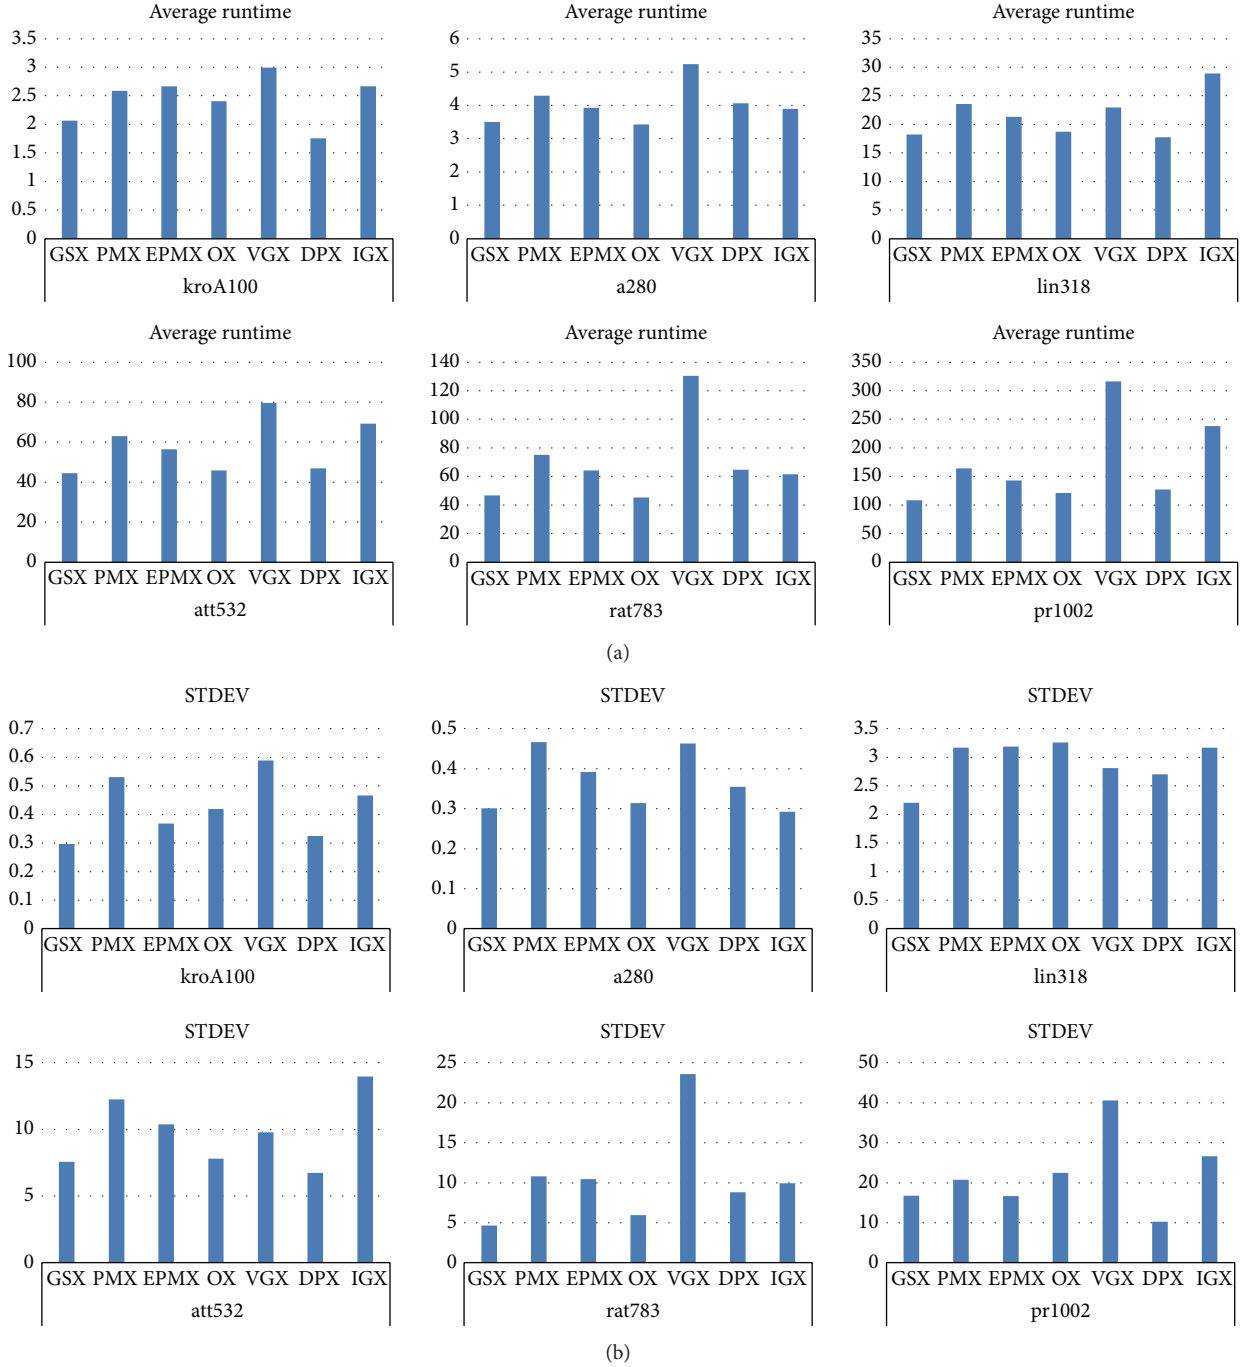 Average runtime
3.5
3
2.5
2
1.5
1
0.5
0
GSX PMX EPMX OX VGX DPX IGX
kroA100
Average runtime
6
5
4
3
2
1
0
GSX PMX EPMX OX VGX DPX IGX
a280
Average runtime
35
30
25
20
15
10
5
0
GSX PMX EPMX OX VGX DPX IGX
lin318
Average runtime
100
80
60
40
20
0
GSX PMX EPMX OX VGX DPX IGX
att532
Average runtime
140
120
100
80
60
40
20
0
GSX PMX EPMX OX VGX DPX IGX
rat783
Average runtime
350
300
250
200
150
100
50
0
GSX PMX EPMX OX VGX DPX IGX
pr1002
(a)
STDEV
0.7
0.6
0.5
0.4
0.3
0.2
0.1
0
GSX PMX EPMX OX VGX DPX IGX
kroA100
STDEV
0.5
0.4
0.3
0.2
0.1
0
GSX PMX EPMX OX VGX DPX IGX
a280
STDEV
3.5
3
2.5
2
1.5
1
0.5
0
GSX PMX EPMX OX VGX DPX IGX
lin318
STDEV
15
10
5
0
GSX PMX EPMX OX VGX DPX IGX
att532
STDEV
25
20
15
10
5
0
GSX PMX EPMX OX VGX DPX IGX
rat783
STDEV
50
40
30
20
10
0
GSX PMX EPMX OX VGX DPX IGX
pr1002
(b)